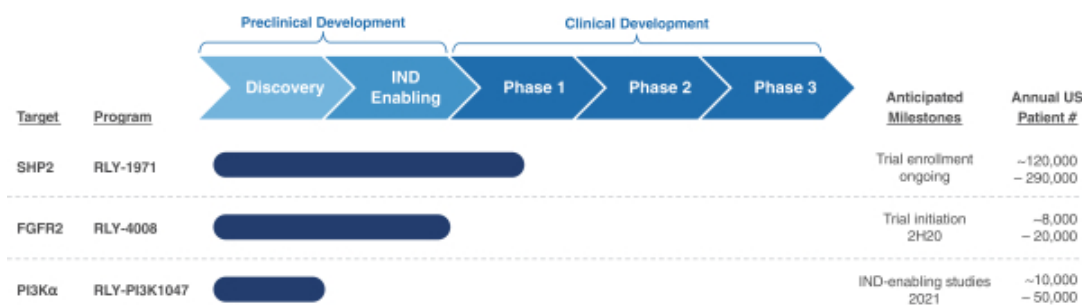 Preclinical Development
Clinical Development
Discovery
IND
Enabling
Phase 1
Phase 2
Phase 3
Target
Program
Anticipated
Milestones
Annual US
Patient #
SHP2
RLY-1971
Trial enrollment
ongoing
~120,000
– 290,000
FGFR2
RLY-4008
Trial initiation
2H20
~8,000
– 20,000
PI3Kα
RLY-PI3K1047
IND-enabling studies
2021
~10,000
– 50,000